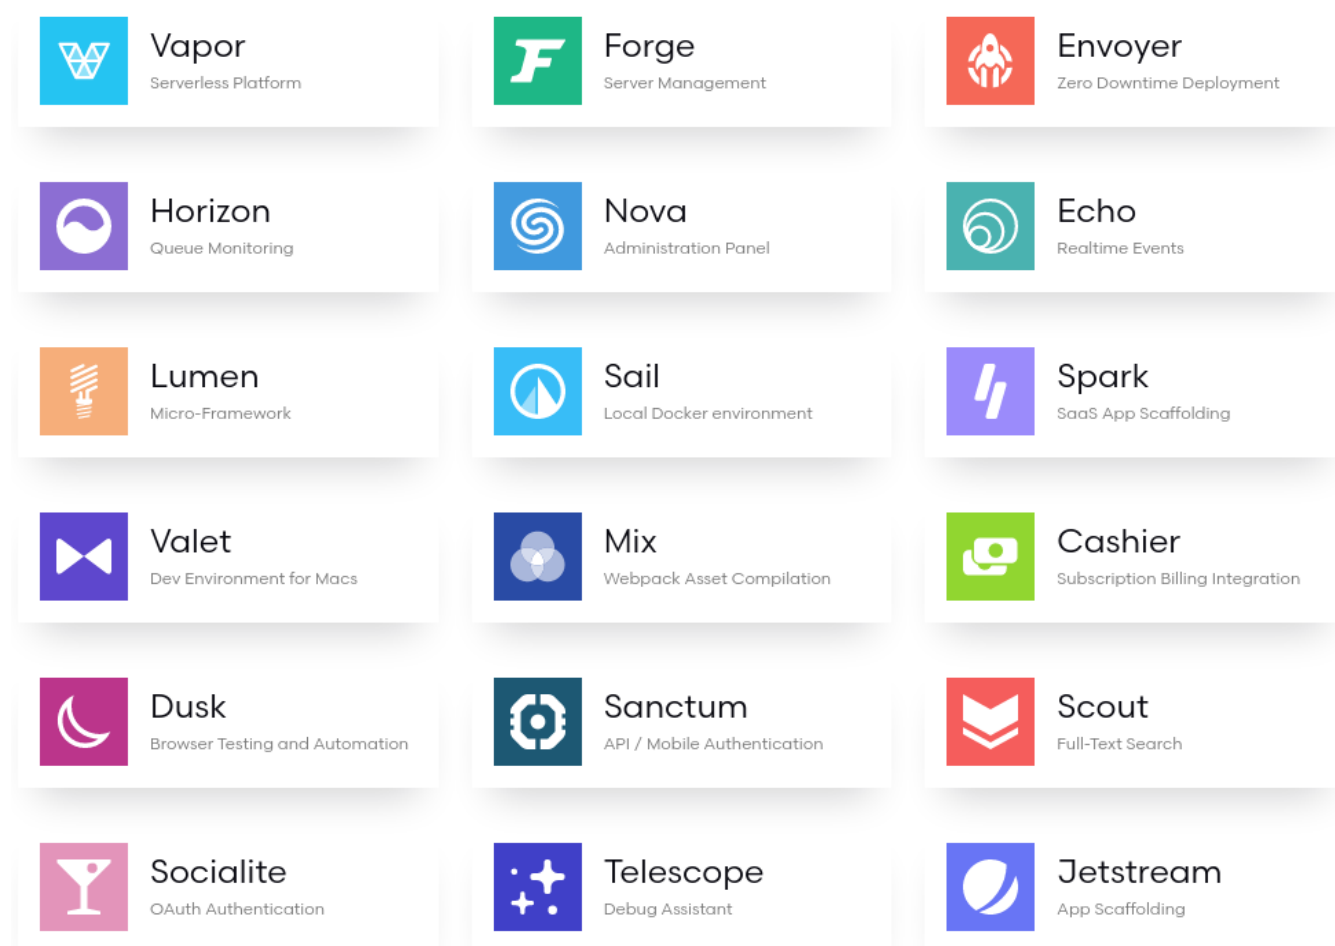 Vapor
Serverless Platform
Forge
Server Management
Envoyer
Zero Downtime Deployment
Horizon
Queue Monitoring
Nova
Administration Panel
Echo
Realtime Events
Lumen
Micro-Framework
Sail
Local Docker environment
Spark
SaaS App Scaffolding
Valet
Dev Environment for Macs
Mix
Webpack Asset Compilation
Cashier
Subscription Billing Integration
Dusk
Browser Testing and Automation
Sanctum
API / Mobile Authentication
Scout
Full-Text Search
Socialite
OAuth Authentication
Telescope
Debug Assistant
Jetstream
App Scaffolding